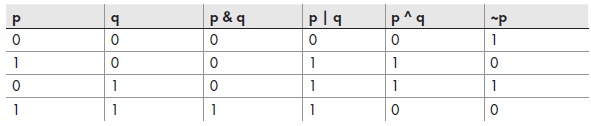 p q p & q p | q p ^ q ~p
0 0 0 0 0 1
1 0 0 1 1 0
0 1 0 1 1 1
1 1 1 1 0 0